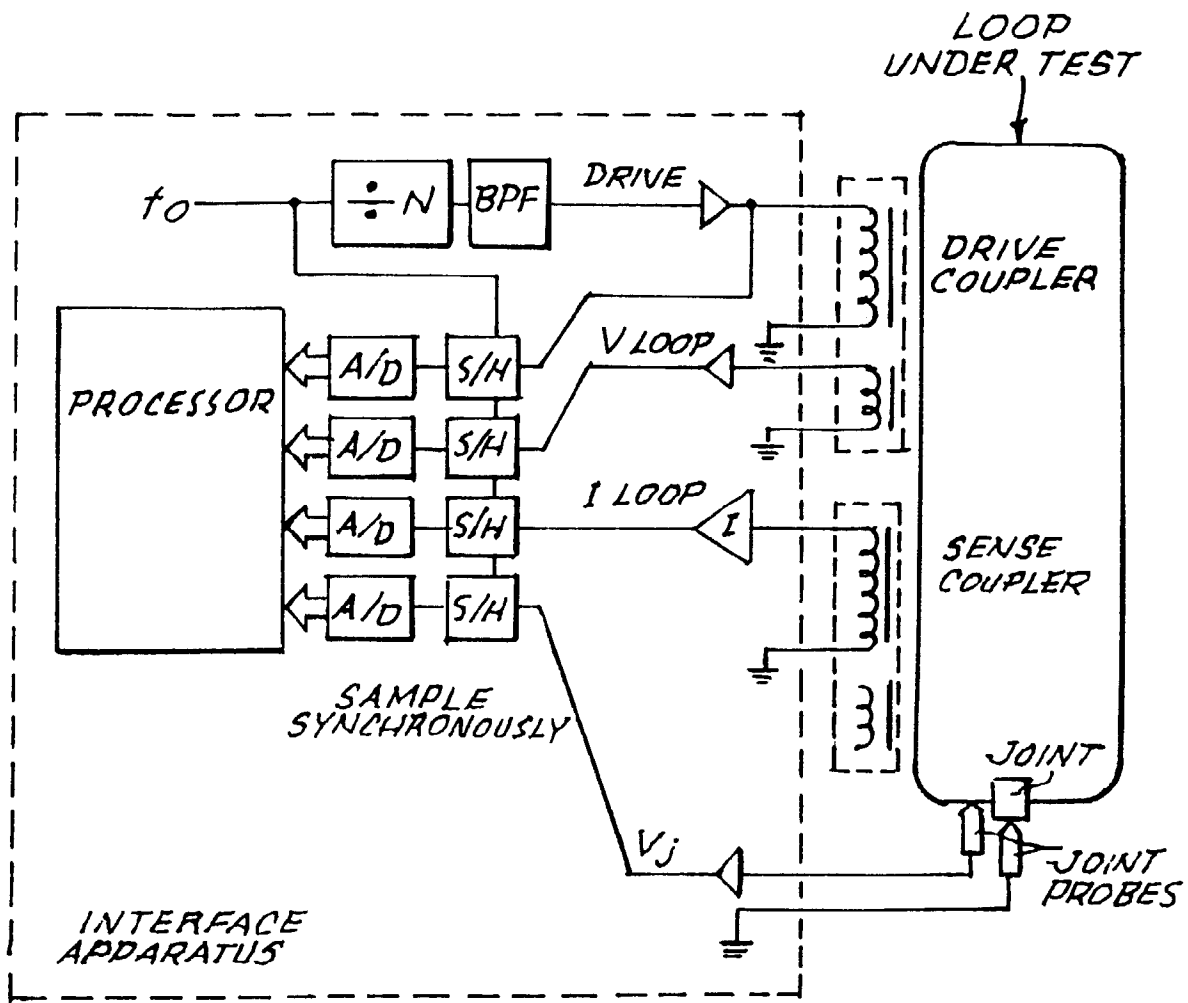 LOOP
UNDER TEST
fo
÷ N
BPF
DRIVE
DRIVE
COUPLER
PROCESSOR
A/D
S/H
V LOOP
A/D
S/H
A/D
S/H
I LOOP
I
SENSE
COUPLER
A/D
S/H
SAMPLE
SYNCHRONOUSLY
JOINT
Vj
JOINT
PROBES
INTERFACE
APPARATUS